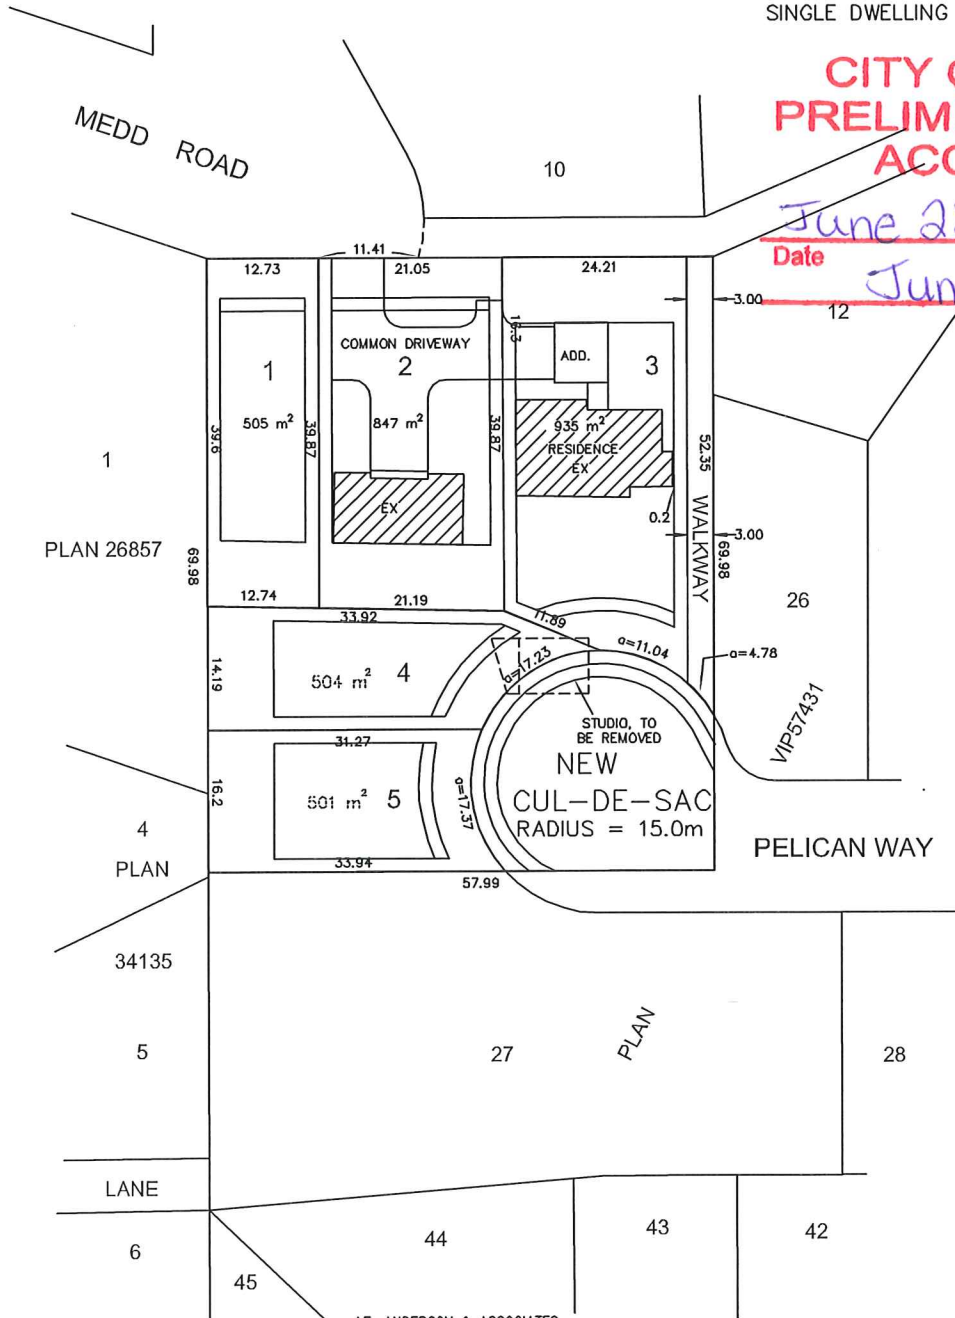 SINGLE DWELLING
CITY
PRELIM
ACC
June 2
Date
Jun
MEDD ROAD
10
11.41
12.73
21.05
24.21
3.00
12
16.3
COMMON DRIVEWAY
ADD.
1
2
3
505 m²
847 m²
935 m²
RESIDENCE
EX
39.6
39.87
39.87
52.35
1
EX
0.2
WALKWAY
3.00
PLAN 26857
69.98
69.98
12.74
21.19
26
33.92
11.89
a=11.04
a=4.78
14.19
504 m²
4
a=17.23
VIP57431
STUDIO, TO
BE REMOVED
31.27
NEW
16.2
501 m²
5
a=17.37
CUL-DE-SAC
RADIUS = 15.0m
4
PLAN
33.94
57.99
PELICAN WAY
34135
5
27
PLAN
28
LANE
6
45
44
43
42